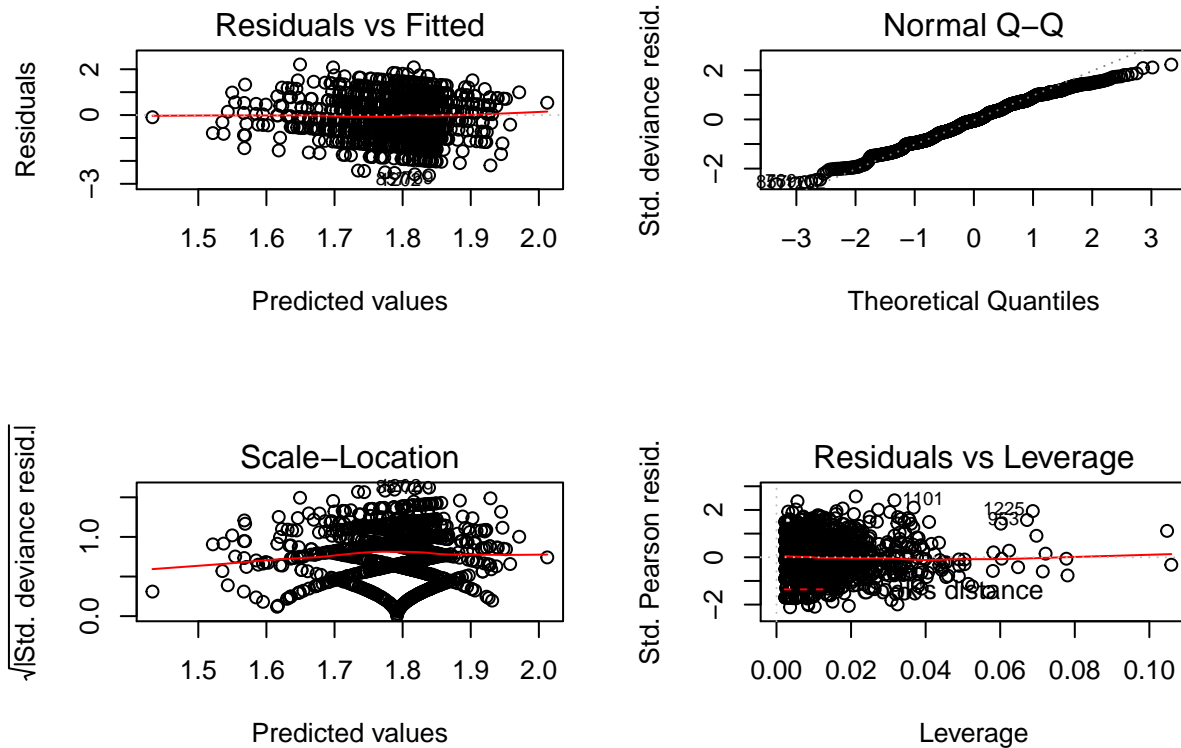 Residuals vs Fitted
Residuals
2
0
−3
1.5 1.6 1.7 1.8 1.9 2.0
Predicted values
Normal Q−Q
Std. deviance resid.
2
0
−2
−3 −2 −1 0 1 2 3
Theoretical Quantiles
Scale−Location
√|Std. deviance resid.|
1.0
0.0
1.5 1.6 1.7 1.8 1.9 2.0
Predicted values
Residuals vs Leverage
Std. Pearson resid.
2
0
−2
1101
1225
953
distance
0.00 0.02 0.04 0.06 0.08 0.10
Leverage